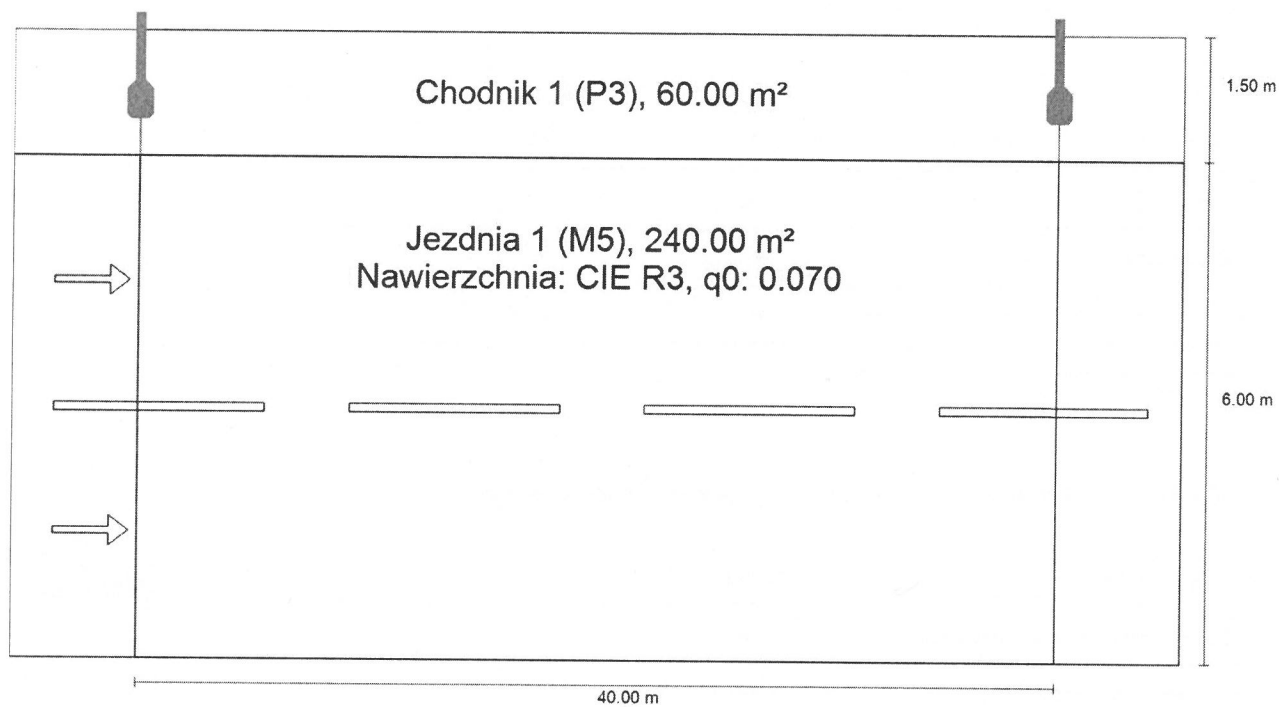 Chodnik 1 (P3), 60.00 m²
1.50 m
Jezdnia 1 (M5), 240.00 m²
Nawierzchnia: CIE R3, q0: 0.070
6.00 m
40.00 m